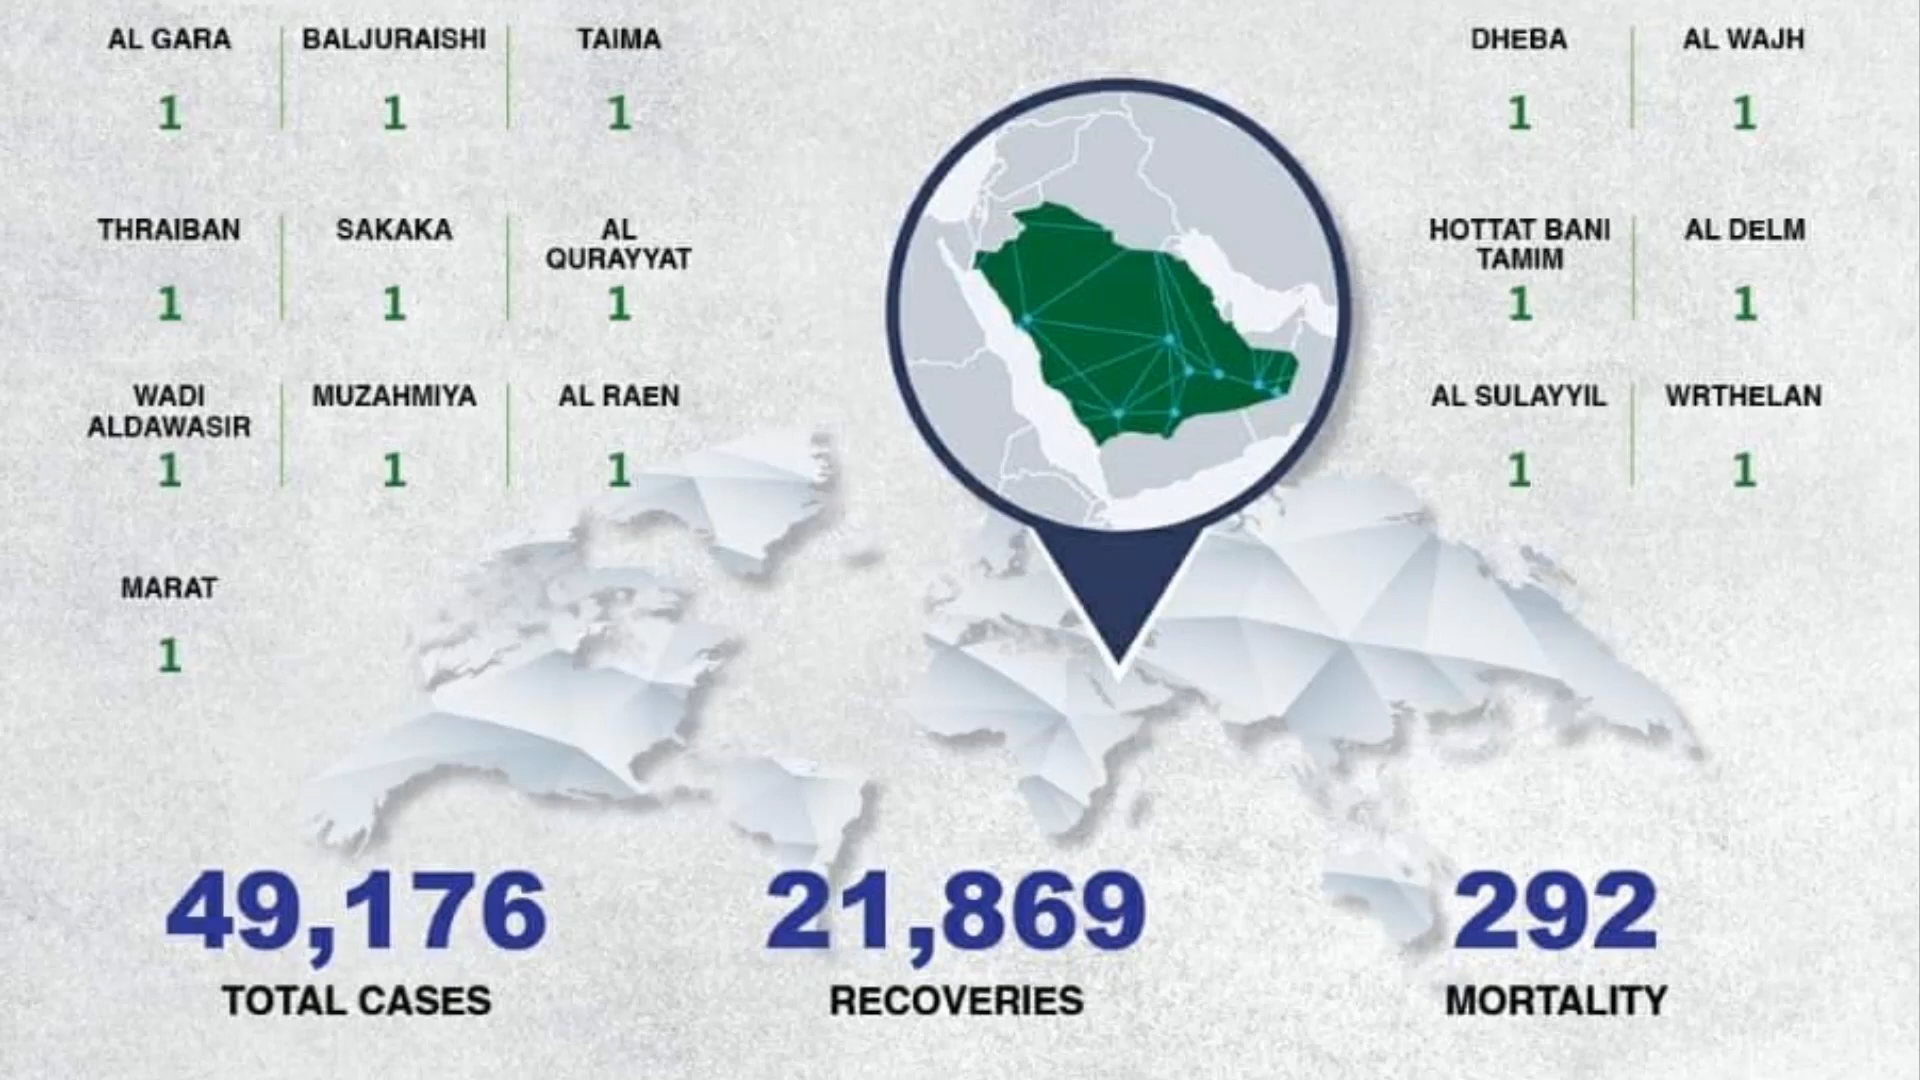 AL GARA
BALJURAISHI
TAIMA
DHEBA
AL WAJH
1
1
1
1
1
THRAIBAN
SAKAKA
AL
QURAYYAT
HOTTAT BANI
TAMIM
AL DELM
1
1
1
1
1
WADI
ALDAWASIR
MUZAHMIYA
AL RAEN
AL SULAYYIL
WRTHELAN
1
1
1
1
1
MARAT
1
49,176
21,869
292
TOTAL CASES
RECOVERIES
MORTALITY